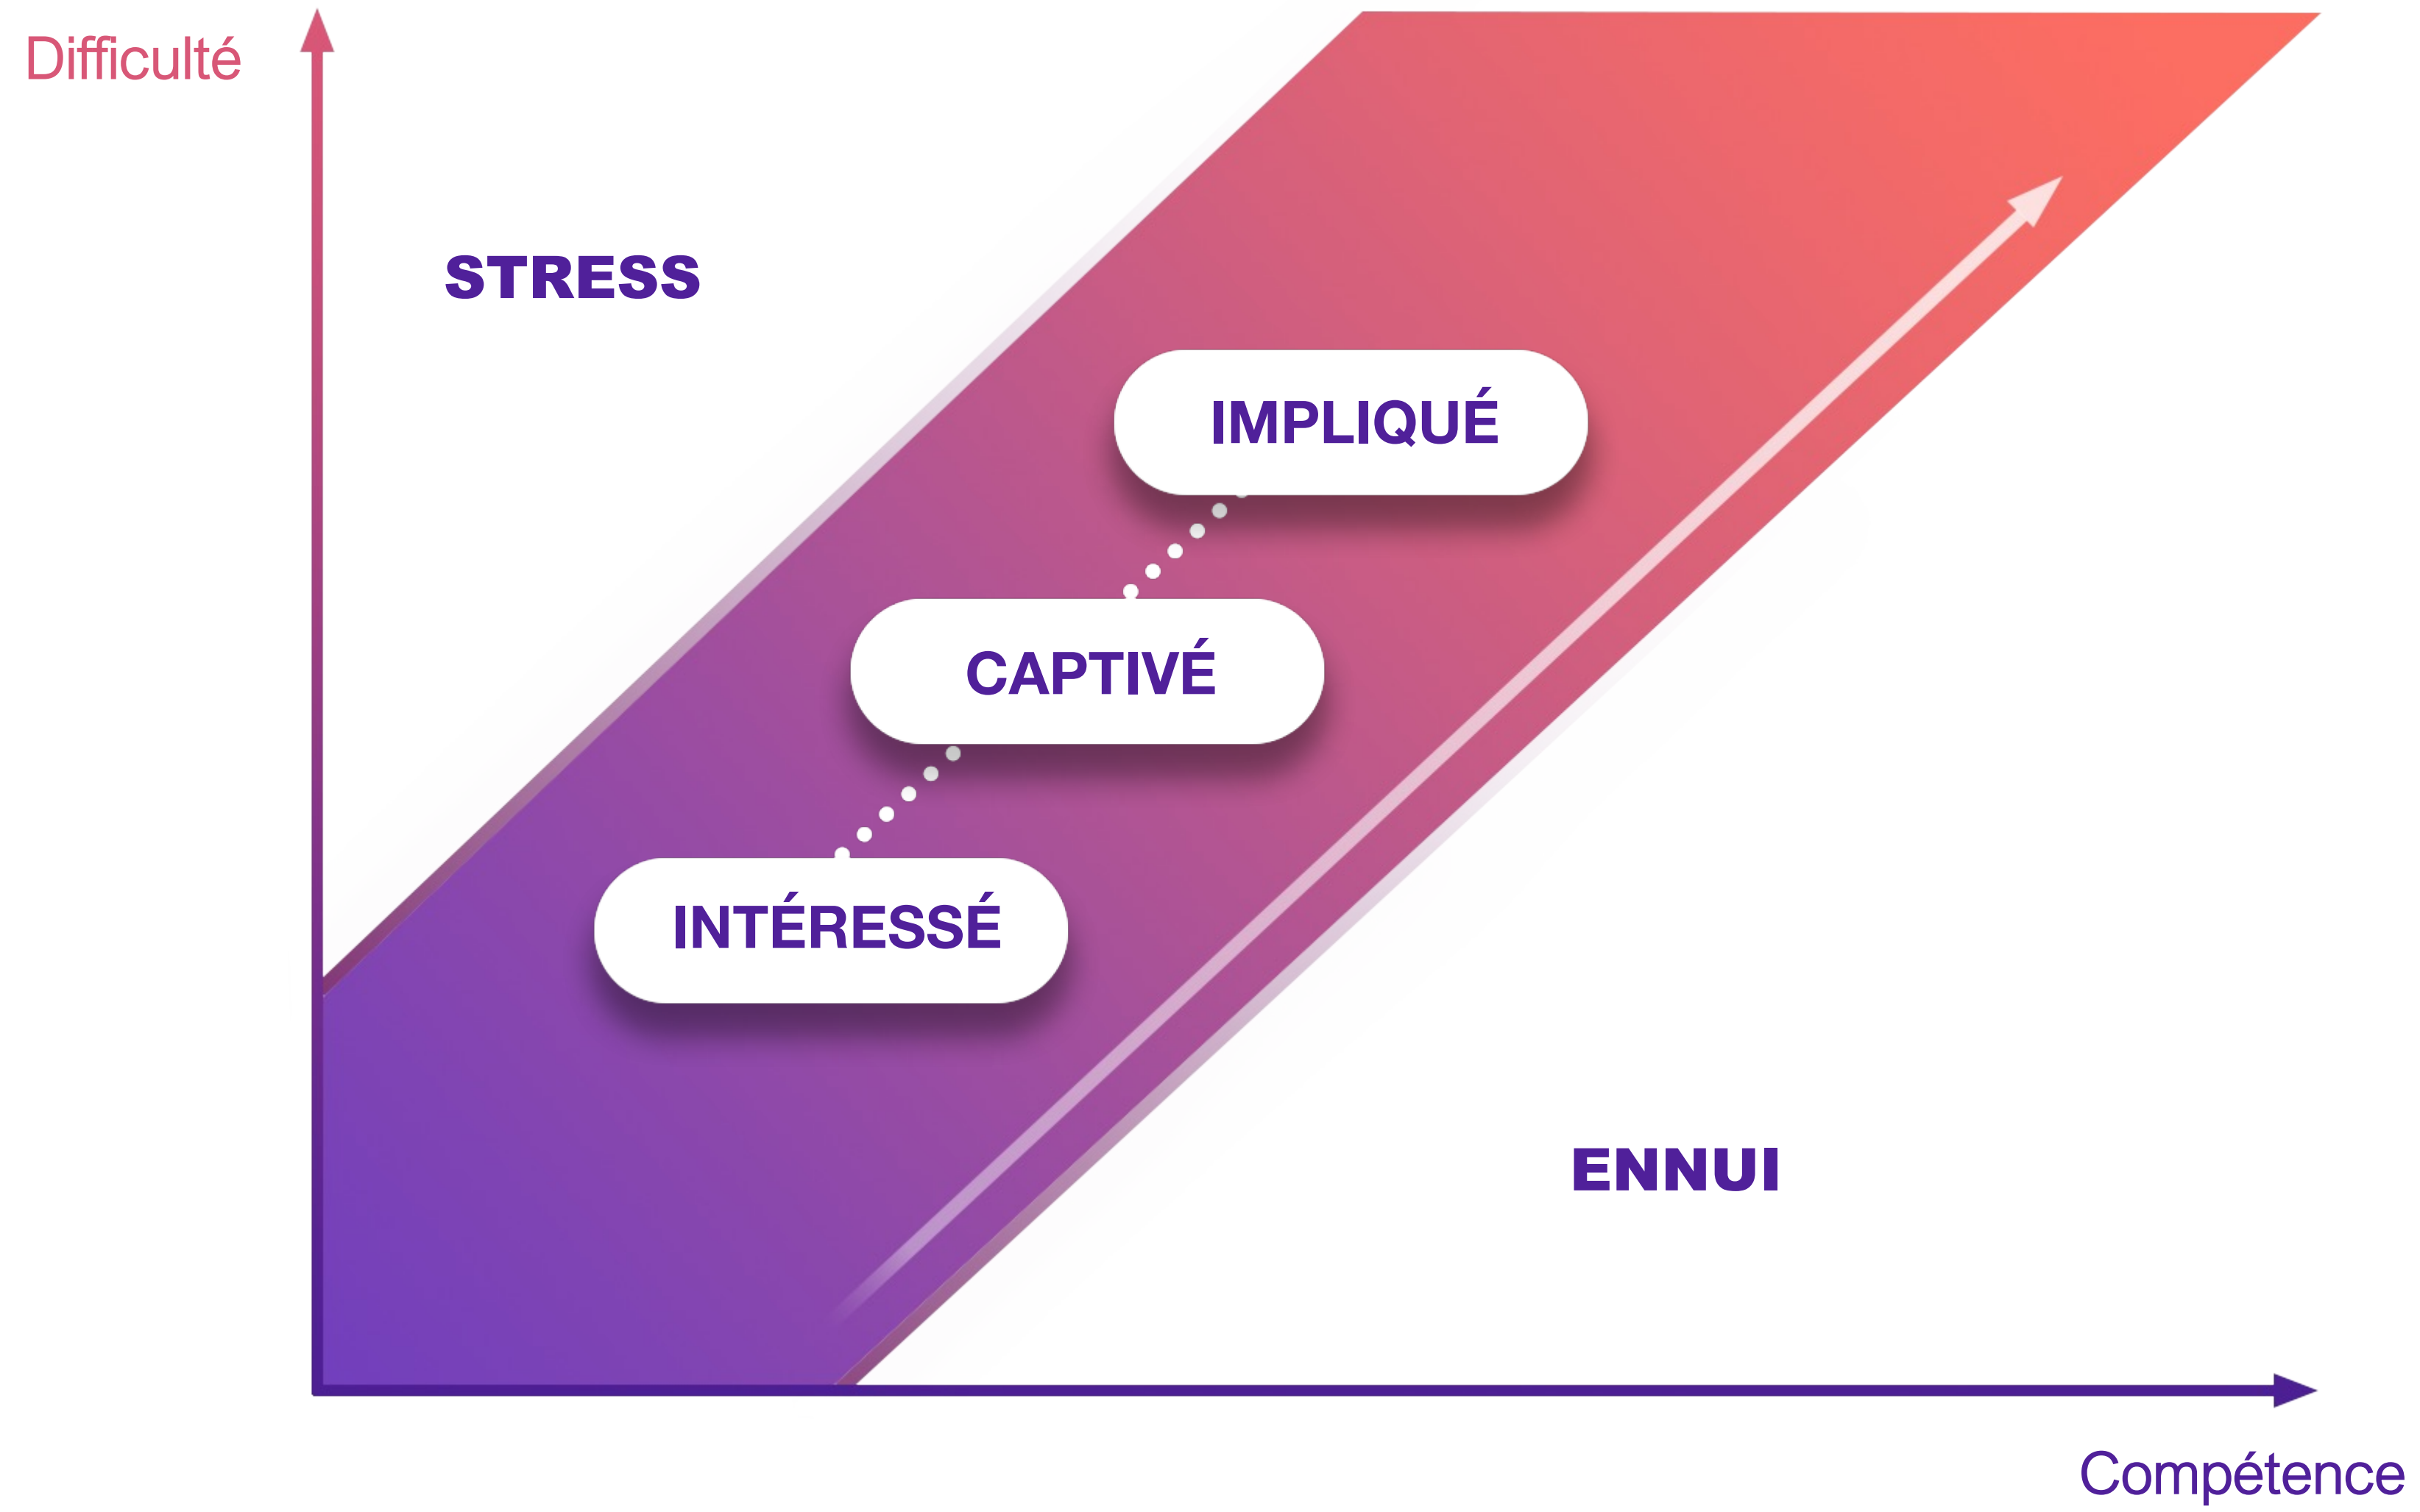 Difficulté
STRESS
IMPLIQUÉ
CAPTIVÉ
INTÉRESSÉ
ENNUI
Compétence